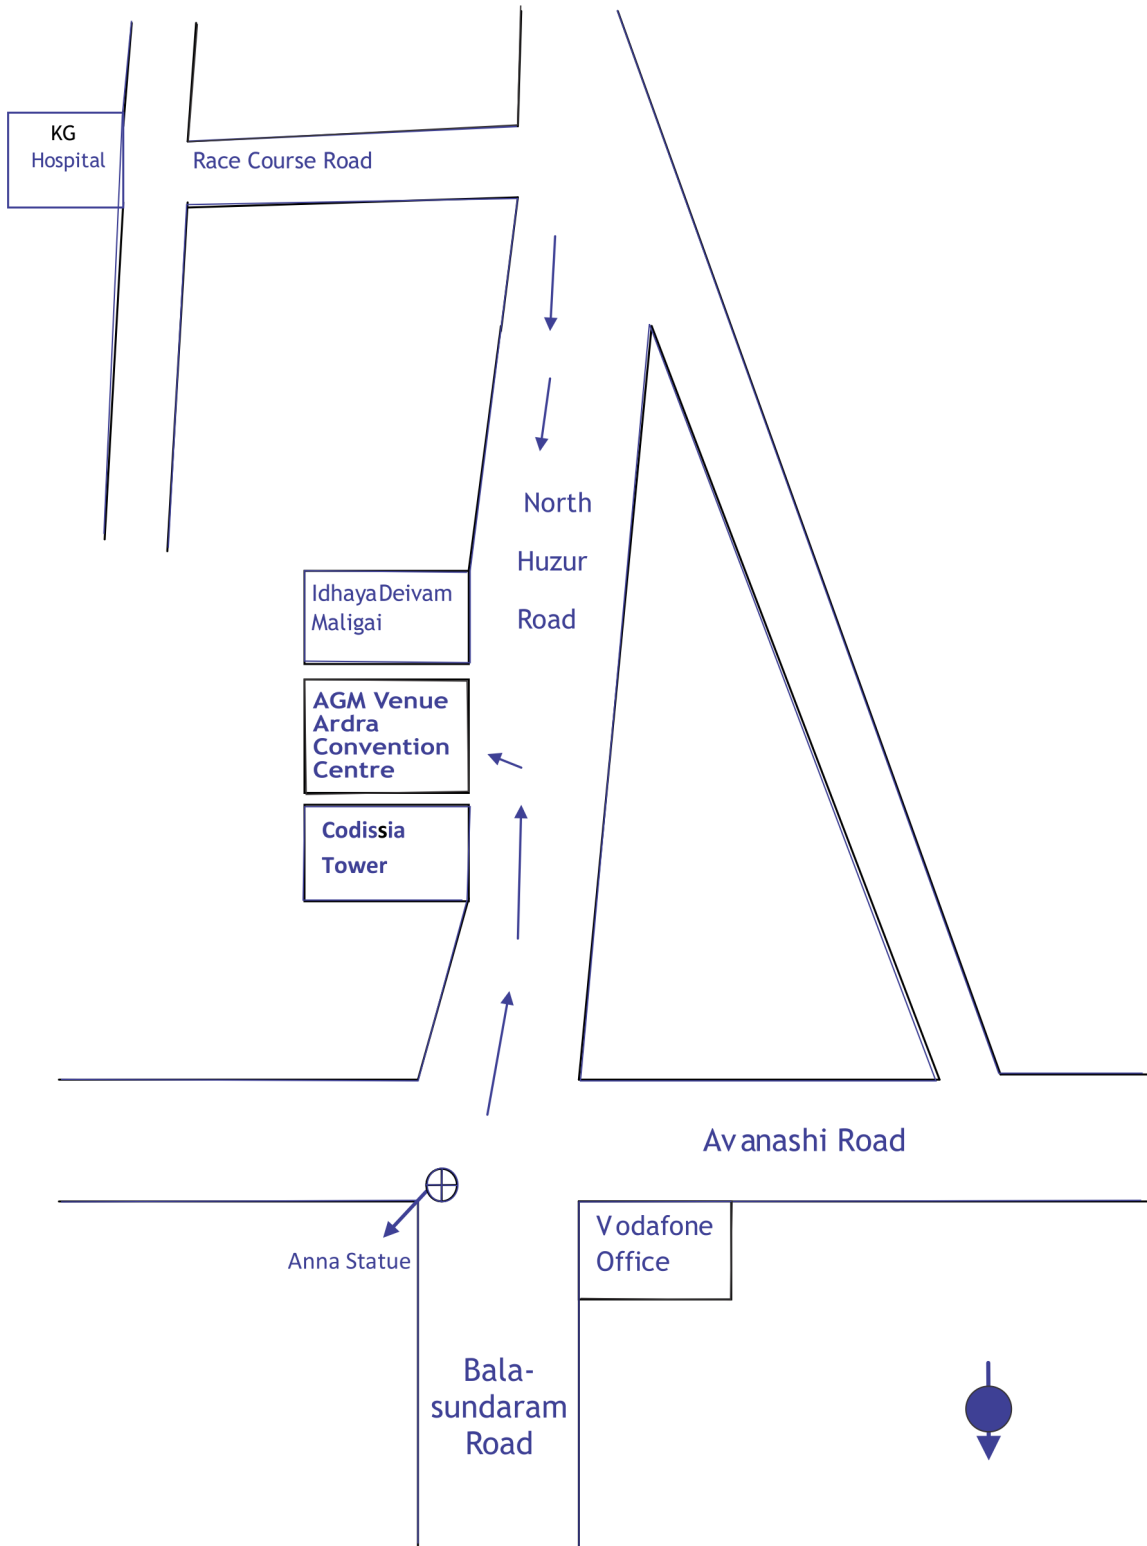 KG
Hospital
Race Course Road
North
Huzur
Road
IdhayaDeivam
Maligai
AGM Venue
Ardra
Convention
Centre
Codissia
Tower
Avanashi Road
Anna Statue
Vodafone
Office
Bala-
sundaram
Road